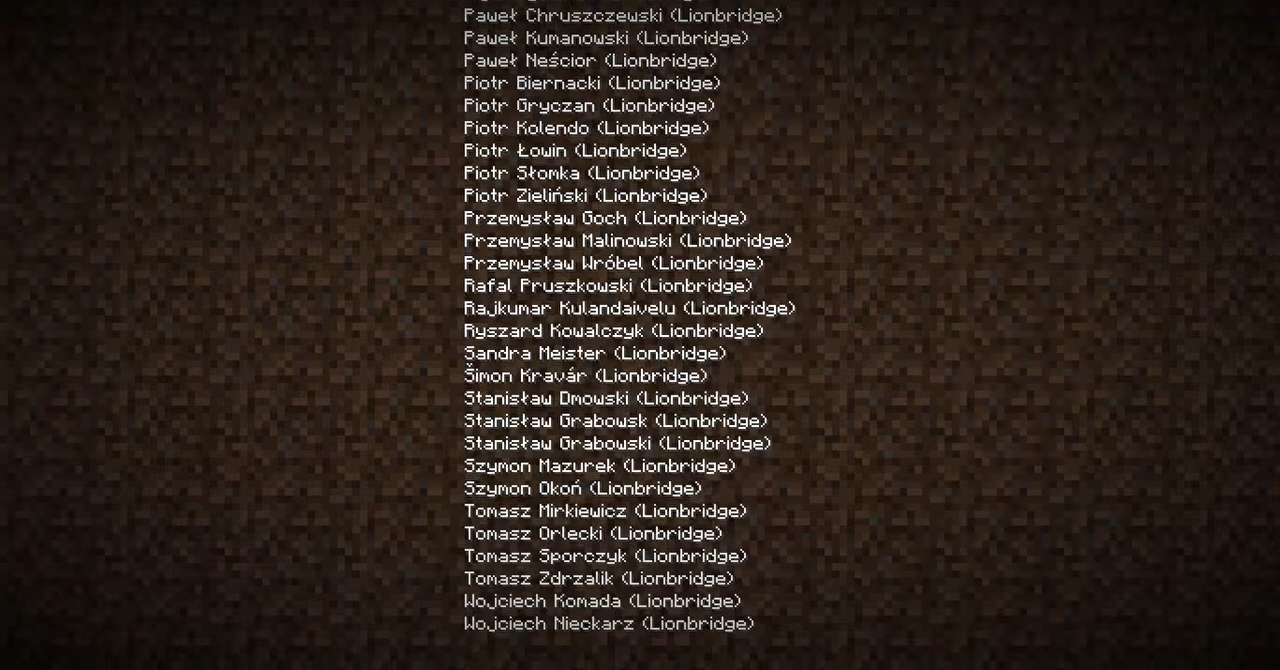 Paweł Chruszczewski (Lionbridge)
Paweł Kumanowski (Lionbridge)
Paweł Neścior (Lionbridge)
Piotr Biernacki (Lionbridge)
Piotr Gryczan (Lionbridge)
Piotr Kolendo (Lionbridge)
Piotr Łowin (Lionbridge)
Piotr Słomka (Lionbridge)
Piotr Zieliński (Lionbridge)
Przemysław Goch (Lionbridge)
Przemysław Malinowski (Lionbridge)
Przemysław Wróbel (Lionbridge)
Rafal Pruszkowski (Lionbridge)
Rajkumar Kulandaivelu (Lionbridge)
Ryszard Kowalczyk (Lionbridge)
Sandra Meister (Lionbridge)
Šimon Kravár (Lionbridge)
Stanisław Dmowski (Lionbridge)
Stanisław Grabowsk (Lionbridge)
Stanisław Grabowski (Lionbridge)
Szymon Mazurek (Lionbridge)
Szymon Okoń (Lionbridge)
Tomasz Mirkiewicz (Lionbridge)
Tomasz Orlecki (Lionbridge)
Tomasz Sporczyk (Lionbridge)
Tomasz Zdrzalik (Lionbridge)
Wojciech Komada (Lionbridge)
Wojciech Nieckarz (Lionbridge)